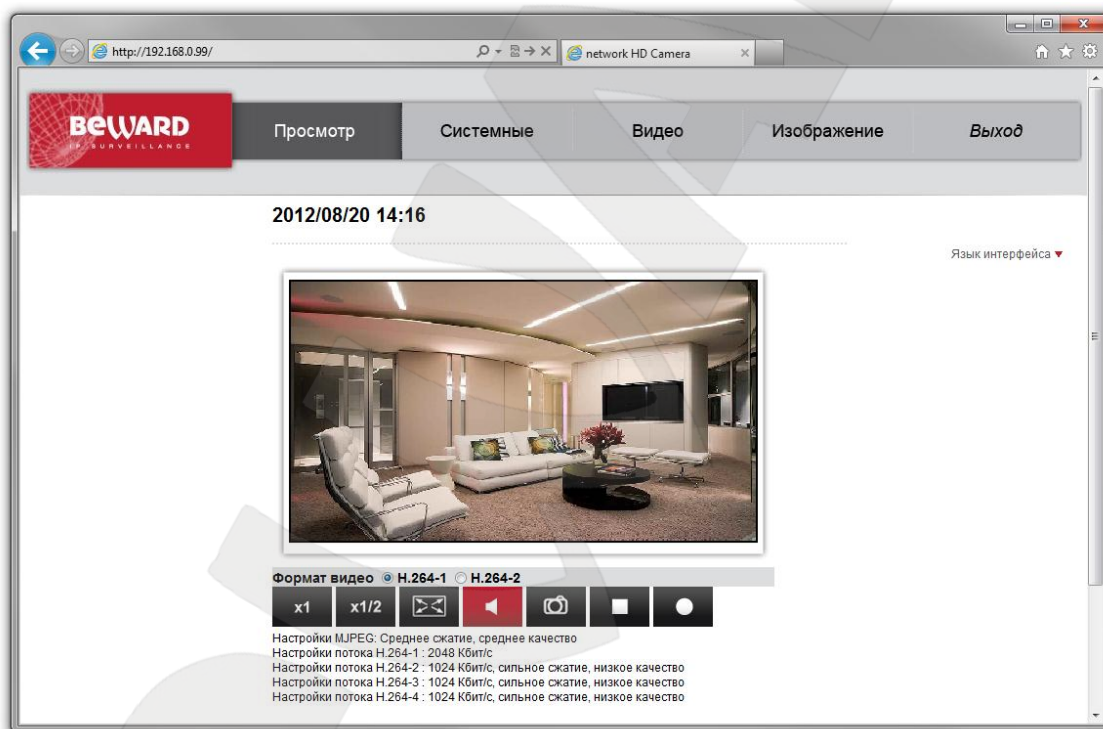 http://192.168.0.99/
network HD Camera
BEWARD
IP SURVEILLANCE
Просмотр
Системные
Видео
Изображение
Выход
2012/08/20 14:16
Язык интерфейса
Формат видео H.264-1 H.264-2
x1 x1/2
Настройки MJPEG: Среднее сжатие, среднее качество
Настройки потока H.264-1 : 2048 Кбит/с
Настройки потока H.264-2 : 1024 Кбит/с, сильное сжатие, низкое качество
Настройки потока H.264-3 : 1024 Кбит/с, сильное сжатие, низкое качество
Настройки потока H.264-4 : 1024 Кбит/с, сильное сжатие, низкое качество